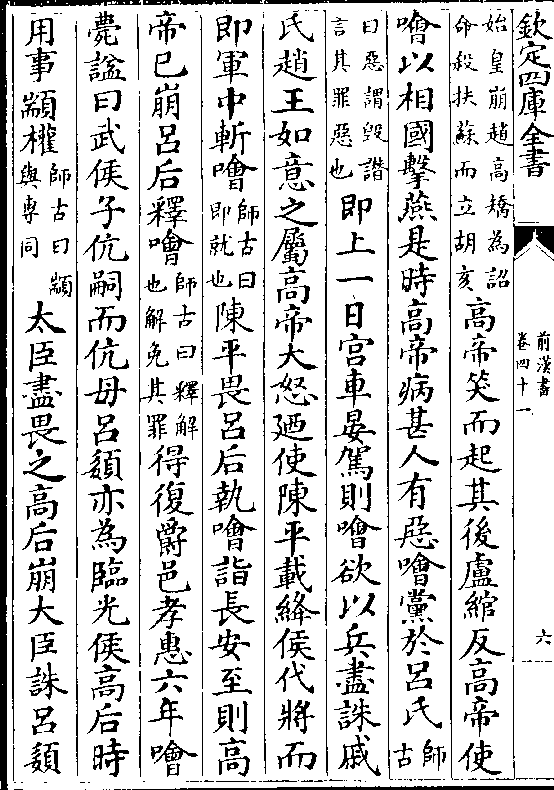 欽定四庫全書
前漢書
卷四十一
六
始皇崩趙高矯為詔
命殺扶蘇而立胡亥
高帝笑而起其後盧綰反高帝使
噲以相國擊燕是時高帝病甚人有惡噲黨於呂氏
師
古
曰惡謂毀譖
言其罪惡也
即上一日宮車晏駕則噲欲以兵盡誅戚
氏趙王如意之屬高帝大怒廼使陳平載絳侯代將而
即軍中斬噲
師古曰
即就也
陳平畏呂后執噲詣長安至則高
帝已崩呂后釋噲
師古曰釋解
也解免其罪
得復爵邑孝惠六年噲
薨諡曰武侯子伉嗣而伉母呂嬃亦為臨光侯高后時
用事顓權
師古曰顓
與專同
太臣盡畏之高后崩大臣誅呂嬃